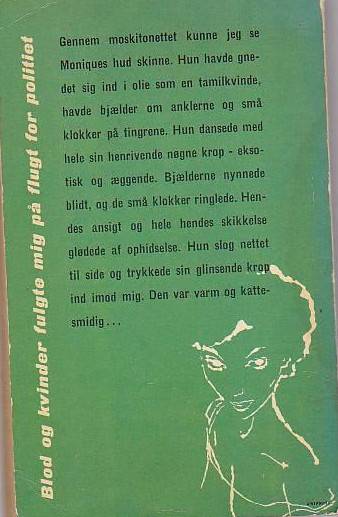 Blod og kvinder fulgte mig på flugt for politiet
Gennem moskitonettet kunne jeg se
Moniques hud skinne. Hun havde gne-
det sig ind i olie som en tamilkvinde,
havde bjælder om anklerne og små
klokker på tingrene. Hun dansede med
hele sin henrivende nøgne krop - ekso-
tisk og æggende. Bjælderne nynnede
blidt, og de små klokker ringlede. Hen-
des ansigt og hele hendes skikkelse
glødede af ophidselse. Hun slog nettet
til side og trykkede sin glinsende krop
ind imod mig. Den var varm og katte-
smidig...